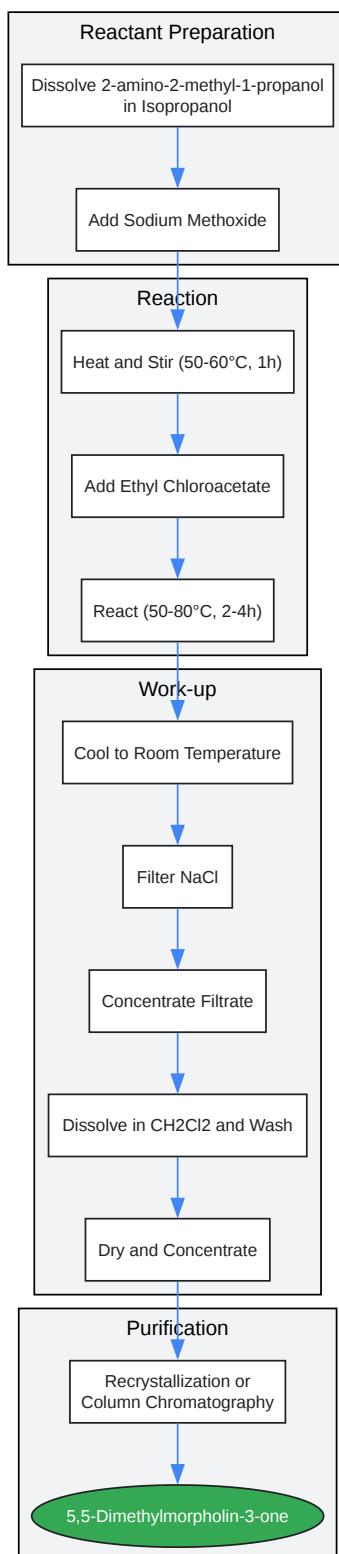 Reactant Preparation
Dissolve 2-amino-2-methyl-1-propanol
in Isopropanol
Add Sodium Methoxide
Reaction
Heat and Stir (50-60°C, 1h)
Add Ethyl Chloroacetate
React (50-80°C, 2-4h)
Work-up
Cool to Room Temperature
Filter NaCl
Concentrate Filtrate
Dissolve in CH2Cl2 and Wash
Dry and Concentrate
Purification
Recrystallization or
Column Chromatography
5,5-Dimethylmorpholin-3-one